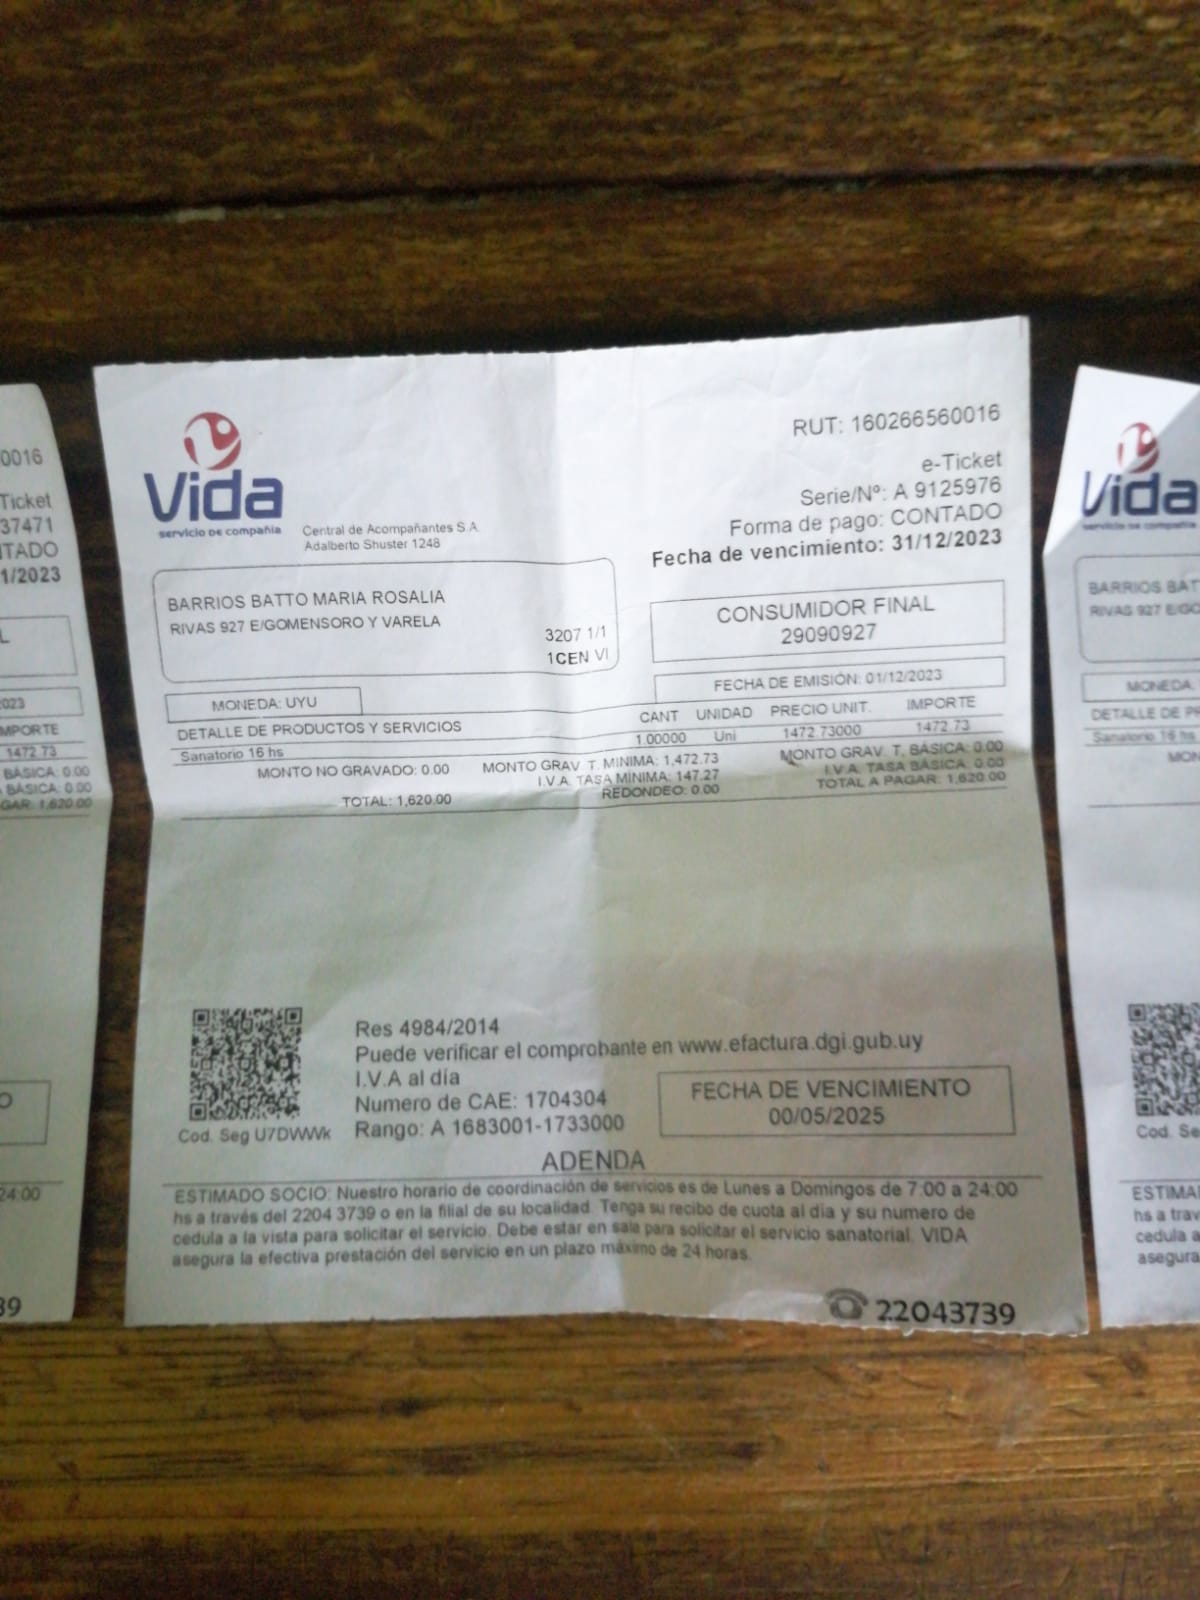 0016
Ticket
37471
TADO
1/2023
L
023
MPORTE
1472.73
BÁSICA: 0.00
BÁSICA: 0.00
GAR: 1,620.00
O
24:00
39
Vida
servicio de compañia
Central de Acompañantes S.A.
Adalberto Shuster 1248
RUT: 160266560016
e-Ticket
Serie/Nº: A 9125976
Forma de pago: CONTADO
Fecha de vencimiento: 31/12/2023
BARRIOS BATTO MARIA ROSALIA
RIVAS 927 E/GOMENSORO Y VARELA
3207 1/1
1CEN VI
CONSUMIDOR FINAL
29090927
MONEDA: UYU
FECHA DE EMISIÓN: 01/12/2023
DETALLE DE PRODUCTOS Y SERVICIOS CANT UNIDAD PRECIO UNIT. IMPORTE
Sanatorio 16 hs 1.00000 Uni 1472.73000 1472.73
MONTO NO GRAVADO: 0.00 MONTO GRAV. T. MÍNIMA: 1,472.73 MONTO GRAV. T. BÁSICA: 0.00
I.V.A. TASA MÍNIMA: 147.27 I.V.A. TASA BÁSICA: 0.00
TOTAL: 1,620.00 REDONDEO: 0.00 TOTAL A PAGAR: 1,620.00
Res 4984/2014
Puede verificar el comprobante en www.efactura.dgi.gub.uy
I.V.A al día
Numero de CAE: 1704304
Rango: A 1683001-1733000
Cod. Seg U7DWWk
FECHA DE VENCIMIENTO
00/05/2025
ADENDA
ESTIMADO SOCIO: Nuestro horario de coordinación de servicios es de Lunes a Domingos de 7:00 a 24:00
hs a través del 2204 3739 o en la filial de su localidad. Tenga su recibo de cuota al día y su numero de
cedula a la vista para solicitar el servicio. Debe estar en sala para solicitar el servicio sanatorial. VIDA
asegura la efectiva prestación del servicio en un plazo máximo de 24 horas.
22043739
Vida
servicio de compañia
BARRIOS BAT
RIVAS 927 E/GO
MONEDA:
DETALLE DE PR
Sanatorio 16 hs
MON
Cod. Se
ESTIMA
hs a trav
cedula a
asegura